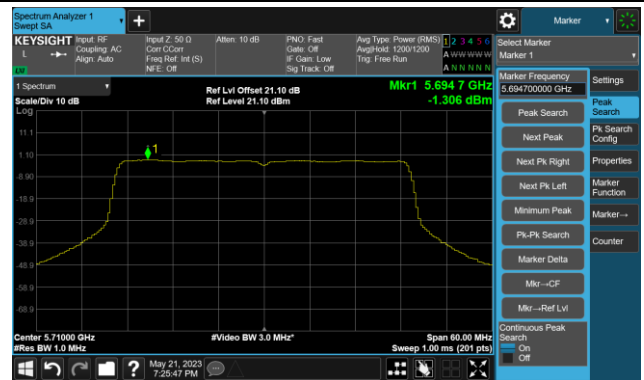 Spectrum Analyzer 1
Swept SA
+
Marker
KEYSIGHT
L
LW
Input: RF
Coupling: AC
Align: Auto
Input Z: 50 Ω
Corr CCorr
Freq Ref: Int (S)
NFE: Off
Atten: 10 dB
PNO: Fast
Gate: Off
IF Gain: Low
Sig Track: Off
Avg Type: Power (RMS)
Avg|Hold: 1200/1200
Trig: Free Run
1 2 3 4 5 6
A W W W W W
A N N N N N
Select Marker
Marker 1
1 Spectrum
Scale/Div 10 dB
Log
Ref Lvl Offset 21.10 dB
Ref Level 21.10 dBm
Mkr1 5.694 7 GHz
-1.306 dBm
11.1
1.10
-8.90
-18.9
-28.9
-38.9
-48.9
-58.9
-68.9
1
Center 5.71000 GHz
#Res BW 1.0 MHz
#Video BW 3.0 MHz*
Span 60.00 MHz
Sweep 1.00 ms (201 pts)
Marker Frequency
5.694700000 GHz
Peak Search
Next Peak
Next Pk Right
Next Pk Left
Minimum Peak
Pk-Pk Search
Marker Delta
Mkr→CF
Mkr→Ref Lvl
Continuous Peak
Search
On
Off
Settings
Peak
Search
Pk Search
Config
Properties
Marker
Function
Marker→
Counter
?
May 21, 2023
7:25:47 PM